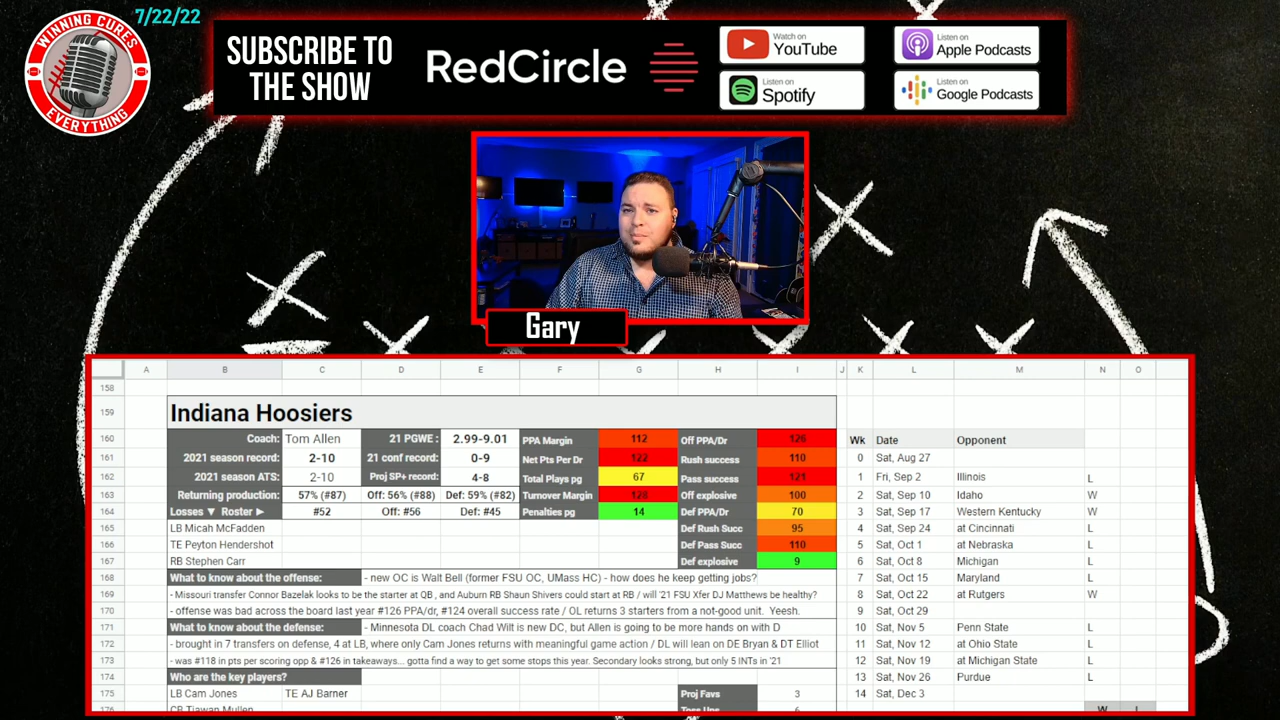 7/22/22
WINNING CURES
EVERYTHING
SUBSCRIBE TO
THE SHOW
RedCircle
Watch on
YouTube
Listen on
Spotify
Listen on
Apple Podcasts
Listen on
Google Podcasts
Gary
A B C D E F G H I J K L M N O
158
159 Indiana Hoosiers
160 Coach: Tom Allen 21 PGWE : 2.99-9.01 PPA Margin 112 Off PPA/Dr 126 Wk Date Opponent
161 2021 season record: 2-10 21 conf record: 0-9 Net Pts Per Dr 122 Rush success 110 0 Sat, Aug 27
162 2021 season ATS: 2-10 Proj SP+ record: 4-8 Total Plays pg 67 Pass success 121 1 Fri, Sep 2 Illinois L
163 Returning production: 57% (#87) Off: 56% (#88) Def: 59% (#82) Turnover Margin 128 Off explosive 100 2 Sat, Sep 10 Idaho W
164 Losses ▼ Roster ► #52 Off: #56 Def: #45 Penalties pg 14 Def PPA/Dr 70 3 Sat, Sep 17 Western Kentucky W
165 LB Micah McFadden Def Rush Succ 95 4 Sat, Sep 24 at Cincinnati L
166 TE Peyton Hendershot Def Pass Succ 110 5 Sat, Oct 1 at Nebraska L
167 RB Stephen Carr Def explosive 9 6 Sat, Oct 8 Michigan L
168 What to know about the offense: - new OC is Walt Bell (former FSU OC, UMass HC) - how does he keep getting jobs? 7 Sat, Oct 15 Maryland L
169 - Missouri transfer Connor Bazelak looks to be the starter at QB , and Auburn RB Shaun Shivers could start at RB / will '21 FSU Xfer DJ Matthews be healthy? 8 Sat, Oct 22 at Rutgers W
170 - offense was bad across the board last year #126 PPA/dr, #124 overall success rate / OL returns 3 starters from a not-good unit. Yeesh. 9 Sat, Oct 29
171 What to know about the defense: - Minnesota DL coach Chad Wilt is new DC, but Allen is going to be more hands on with D 10 Sat, Nov 5 Penn State L
172 - brought in 7 transfers on defense, 4 at LB, where only Cam Jones returns with meaningful game action / DL will lean on DE Bryan & DT Elliot 11 Sat, Nov 12 at Ohio State L
173 - was #118 in pts per scoring opp & #126 in takeaways... gotta find a way to get some stops this year. Secondary looks strong, but only 5 INTs in '21 12 Sat, Nov 19 at Michigan State L
174 Who are the key players? 13 Sat, Nov 26 Purdue L
175 LB Cam Jones TE AJ Barner Proj Favs 3 14 Sat, Dec 3
176 CB Tiawan Mullen Toss Ups 6 W L